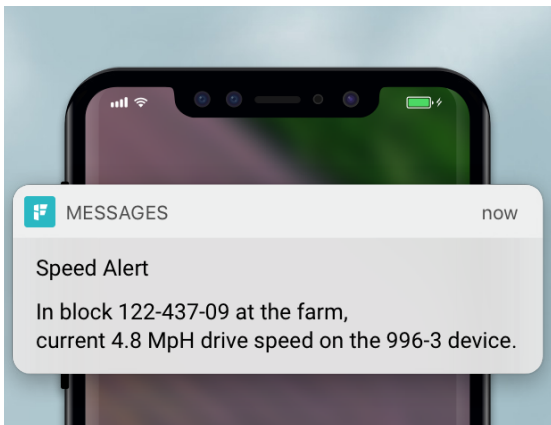 MESSAGES now
Speed Alert
In block 122-437-09 at the farm,
current 4.8 MpH drive speed on the 996-3 device.